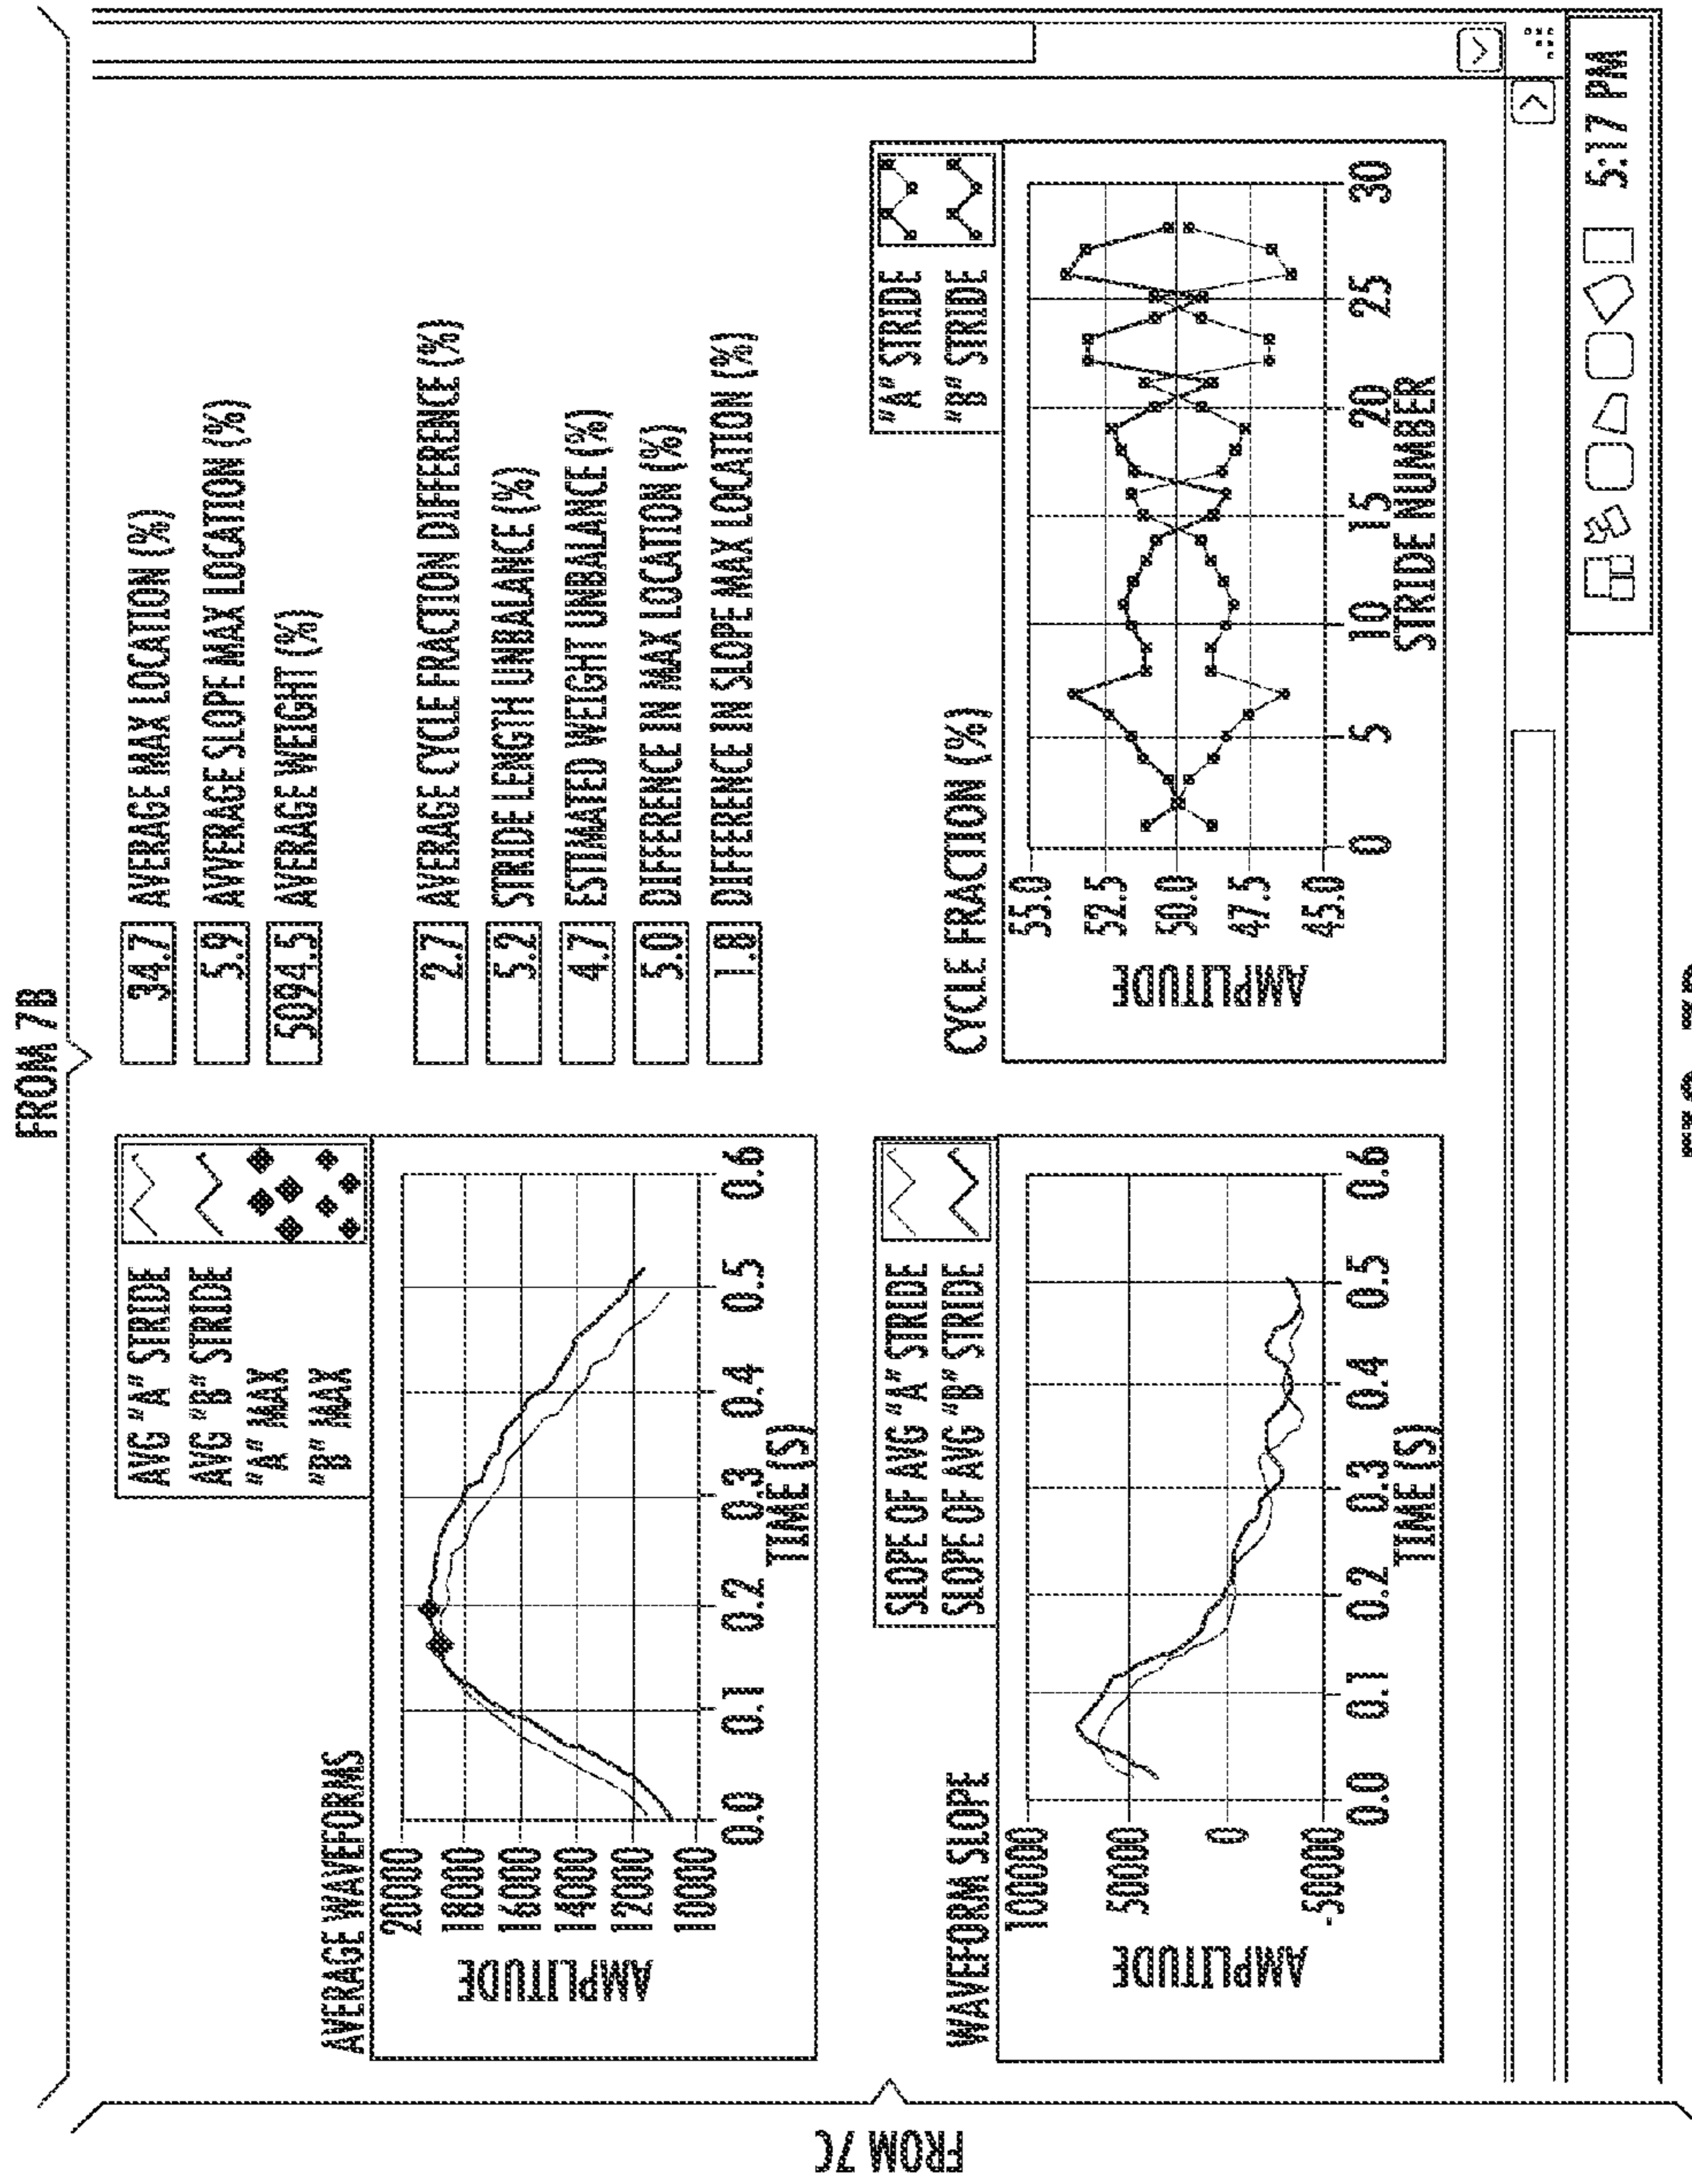 FROM 7B
FROM 7C
AVG "A" STRIDE
AVG "B" STRIDE
"A" MAX
"B" MAX
AVERAGE WAVEFORMS
AMPLITUDE
20000
18000
16000
14000
12000
10000
0.0 0.1 0.2 0.3 0.4 0.5 0.6
TIME (S)
34.7 AVERAGE MAX LOCATION (%)
5.9 AVERAGE SLOPE MAX LOCATION (%)
5094.5 AVERAGE WEIGHT (%)
2.7 AVERAGE CYCLE FRACTION DIFFERENCE (%)
5.2 STRIDE LENGTH UNBALANCE (%)
4.7 ESTIMATED WEIGHT UNBALANCE (%)
5.0 DIFFERENCE IN MAX LOCATION (%)
1.8 DIFFERENCE IN SLOPE MAX LOCATION (%)
SLOPE OF AVG "A" STRIDE
SLOPE OF AVG "B" STRIDE
WAVEFORM SLOPE
AMPLITUDE
100000
50000
0
-50000
0.0 0.1 0.2 0.3 0.4 0.5 0.6
TIME (S)
"A" STRIDE
"B" STRIDE
CYCLE FRACTION (%)
AMPLITUDE
55.0
52.5
50.0
47.5
45.0
0 5 10 15 20 25 30
STRIDE NUMBER
5:17 PM